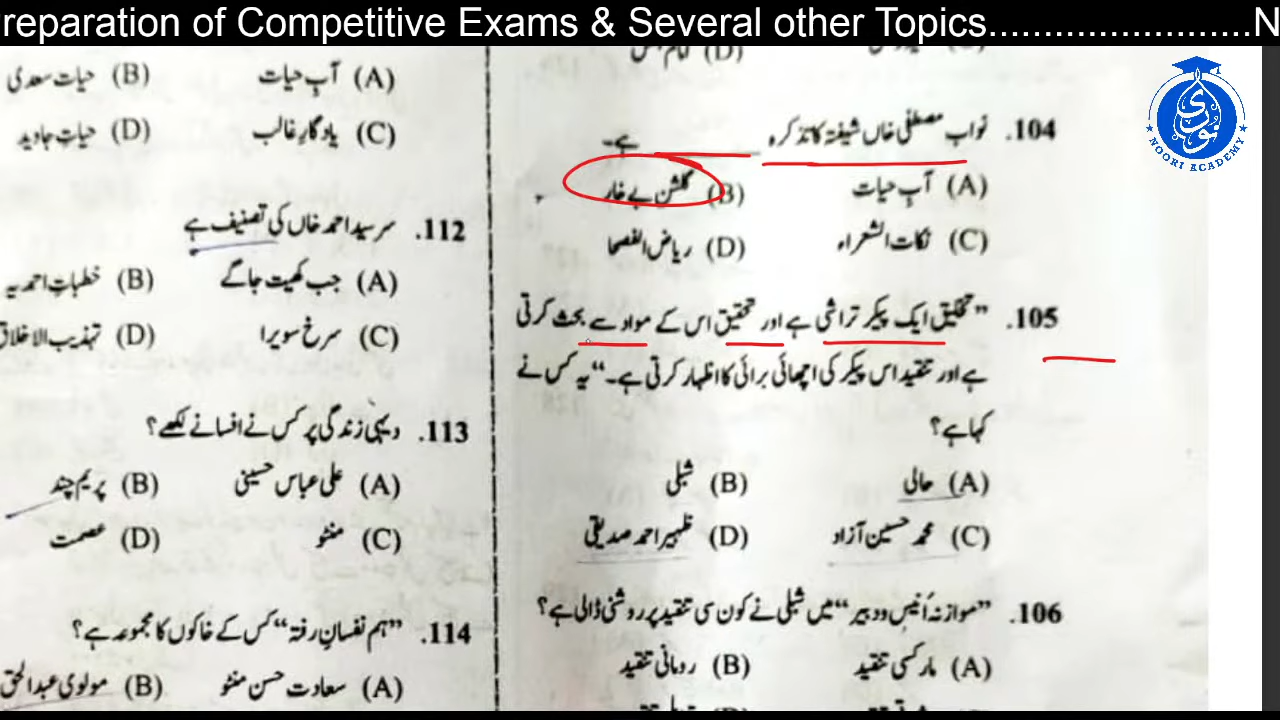 reparation of Competitive Exams & Several other Topics........................N
NOORI ACADEMY
(D) امام بخش
104. نواب مصطفٰی خاں شیفتہ کا تذکرہ ______ ہے۔
(A) آبِ حیات (B) گلشن بے خار
(C) نکات الشعراء (D) ریاض الفصحا
105. ”تخلیق ایک پیکر تراشی ہے اور تحقیق اس کے مواد سے بحث کرتی
ہے اور تنقید اس پیکر کی اچھائی برائی کا اظہار کرتی ہے۔“ یہ کس نے
کہا ہے؟
(A) حالی (B) شبلی
(C) محمد حسین آزاد (D) ظہیر احمد صدیقی
106. ”موازنہ انیس و دبیر“ میں شبلی نے کون سی تنقید پر روشنی ڈالی ہے؟
(A) مارکسی تنقید (B) رومانی تنقید
(A) آبِ حیات (B) حیات سعدی
(C) یادگارِ غالب (D) حیاتِ جاوید
112. سرسید احمد خاں کی تصنیف ہے
(A) جب کھیت جاگے (B) خطباتِ احمدیہ
(C) سرخ سویرا (D) تہذیب الاخلاق
113. دیہی زندگی پر کس نے افسانے لکھے؟
(A) علی عباس حسینی (B) پریم چند
(C) منٹو (D) عصمت
114. ”ہم نفسانِ رفتہ“ کس کے خاکوں کا مجموعہ ہے؟
(A) سعادت حسن منٹو (B) مولوی عبدالحق